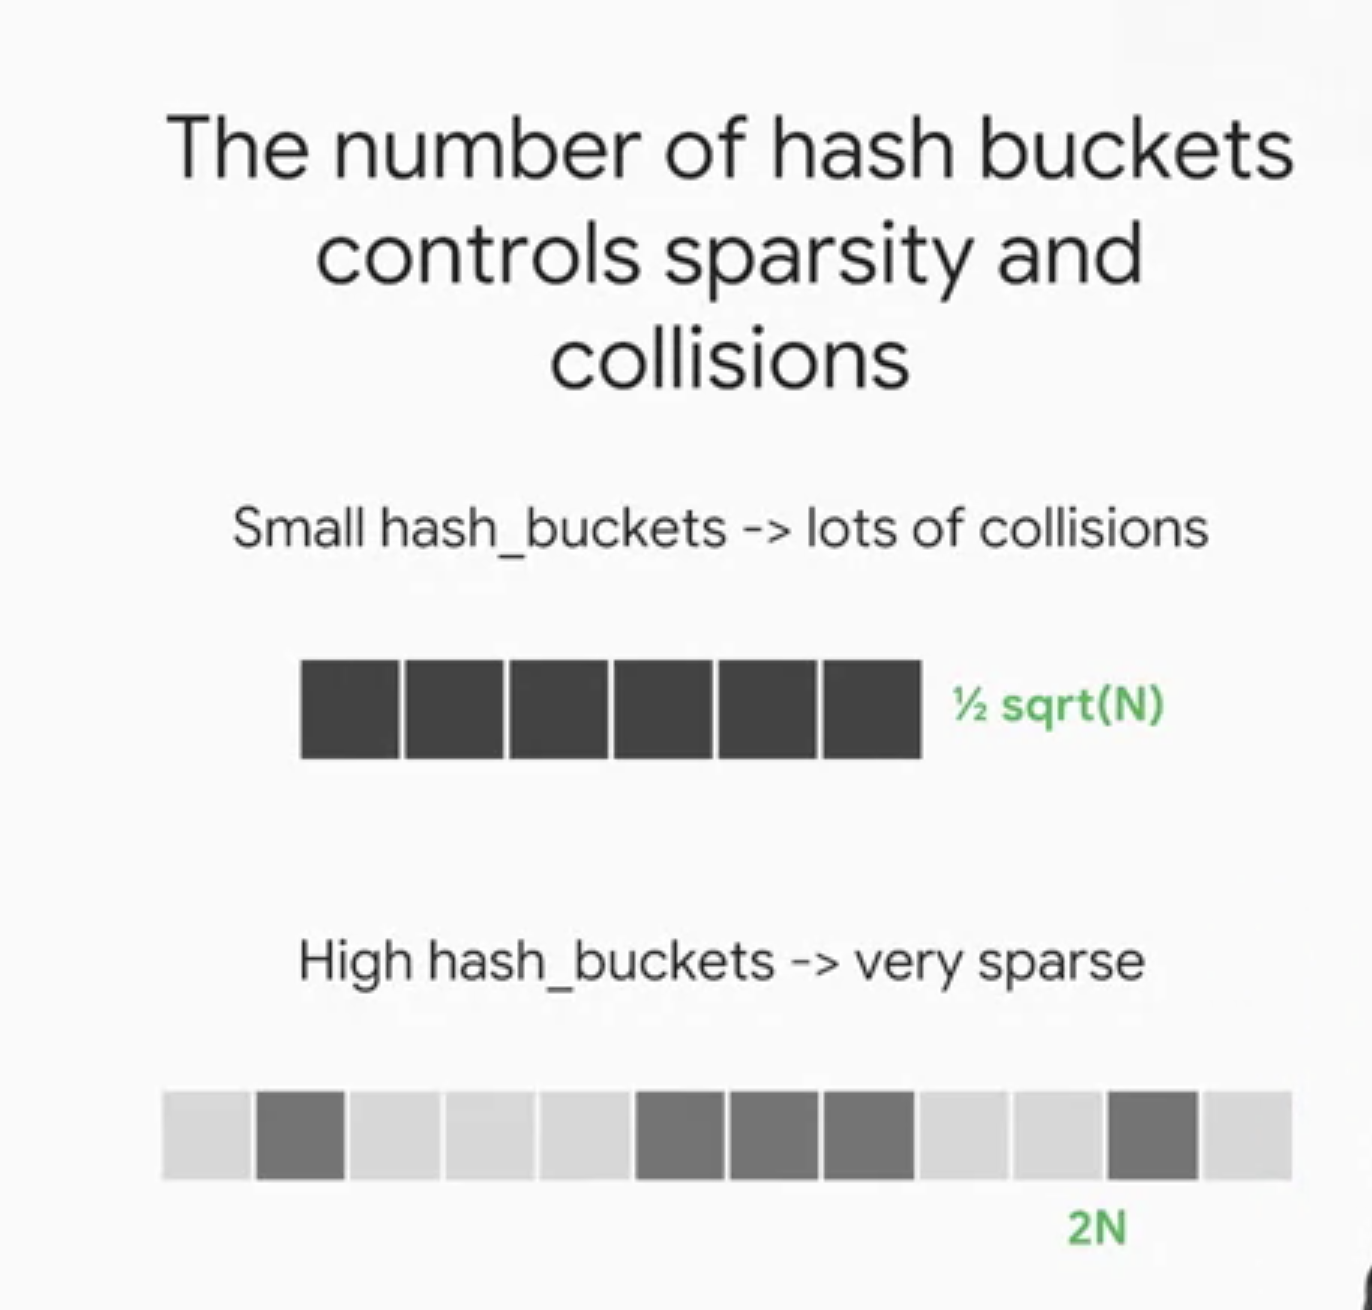 The number of hash buckets
controls sparsity and
collisions
Small hash_buckets -> lots of collisions
½ sqrt(N)
High hash_buckets -> very sparse
2N